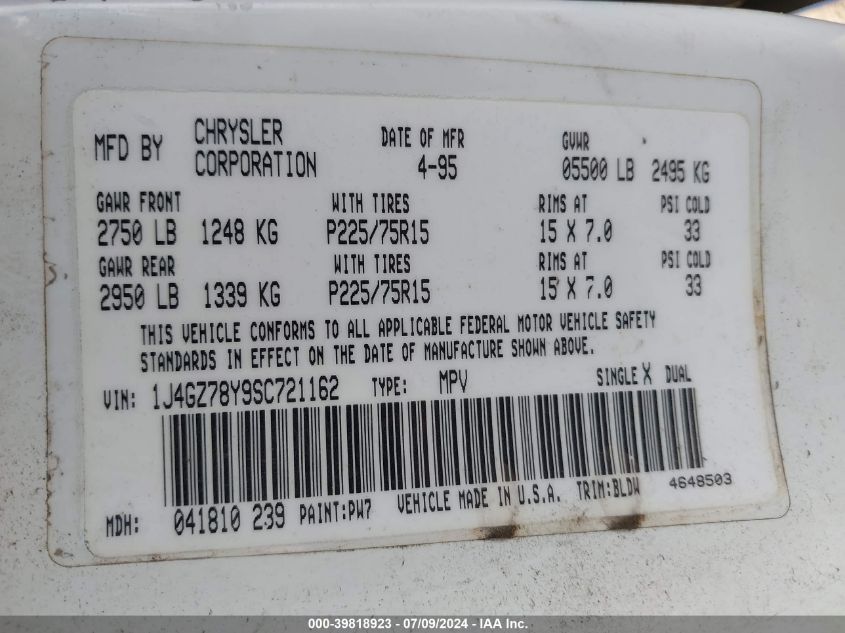 MFD BY CHRYSLER CORPORATION DATE OF MFR 4-95 GVWR 05500 LB 2495 KG
GAWR FRONT WITH TIRES RIMS AT PSI COLD
2750 LB 1248 KG P225/75R15 15 X 7.0 33
GAWR REAR WITH TIRES RIMS AT PSI COLD
2950 LB 1339 KG P225/75R15 15 X 7.0 33
THIS VEHICLE CONFORMS TO ALL APPLICABLE FEDERAL MOTOR VEHICLE SAFETY
STANDARDS IN EFFECT ON THE DATE OF MANUFACTURE SHOWN ABOVE.
VIN: 1J4GZ78Y9SC721162 TYPE: MPV SINGLE X DUAL
MDH: 041810 239 PAINT:PW7 VEHICLE MADE IN U.S.A. TRIM:BLDW 4648503
000-39818923 / 07/09/2024 - IAA Inc.